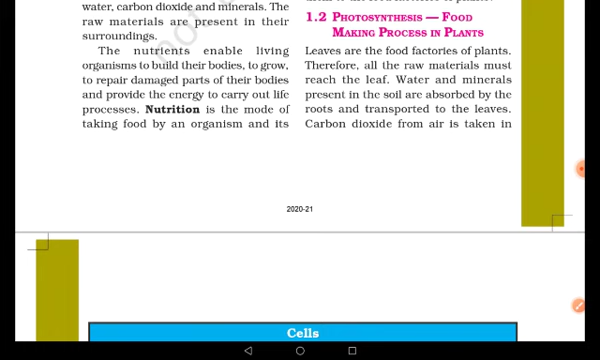 water, carbon dioxide and minerals. The
raw materials are present in their
surroundings.
The nutrients enable living
organisms to build their bodies, to grow,
to repair damaged parts of their bodies
and provide the energy to carry out life
processes. Nutrition is the mode of
taking food by an organism and its
1.2 PHOTOSYNTHESIS — FOOD
MAKING PROCESS IN PLANTS
Leaves are the food factories of plants.
Therefore, all the raw materials must
reach the leaf. Water and minerals
present in the soil are absorbed by the
roots and transported to the leaves.
Carbon dioxide from air is taken in
2020-21
Cells